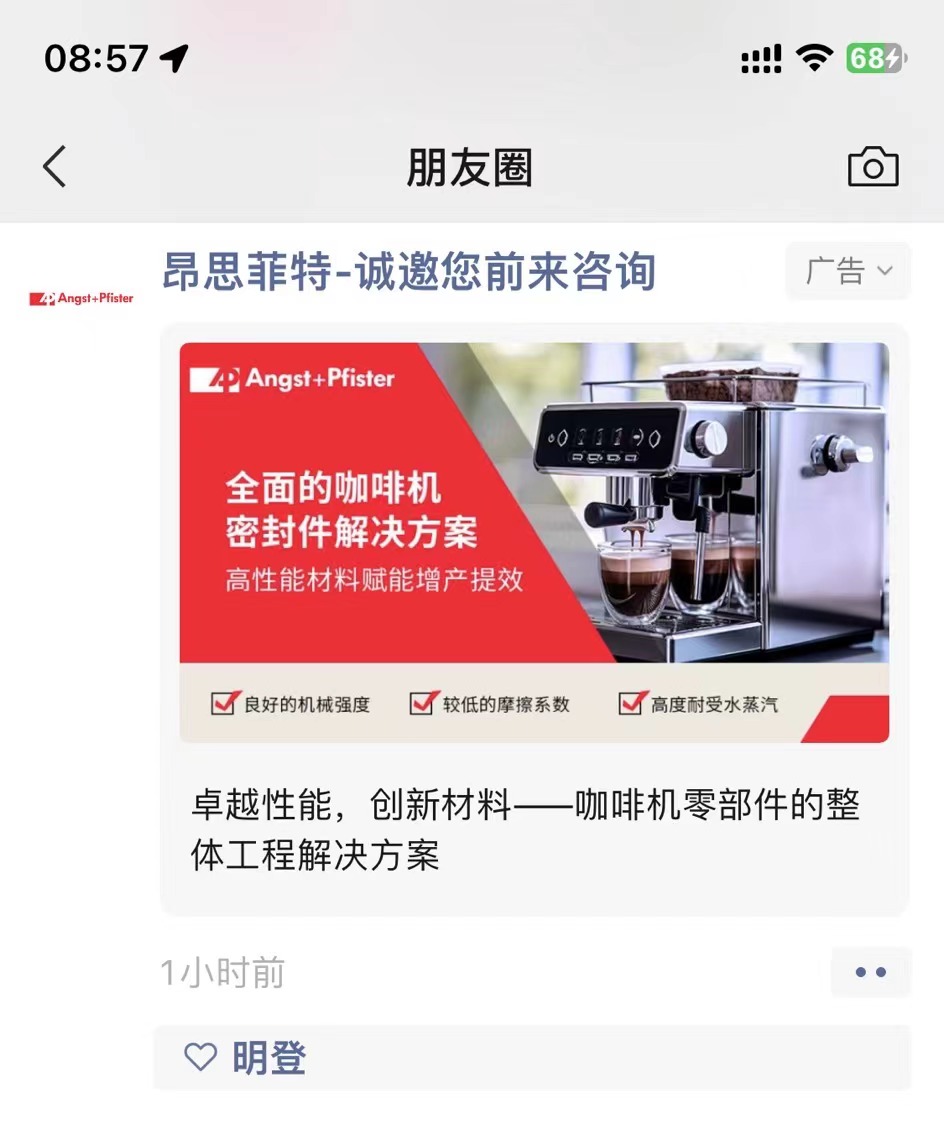 08:57
68
朋友圈
Angst+Pfister
昂思菲特-诚邀您前来咨询
广告
Angst+Pfister
全面的咖啡机
密封件解决方案
高性能材料赋能增产提效
良好的机械强度
较低的摩擦系数
高度耐受水蒸汽
卓越性能，创新材料——咖啡机零部件的整
体工程解决方案
1小时前
明登